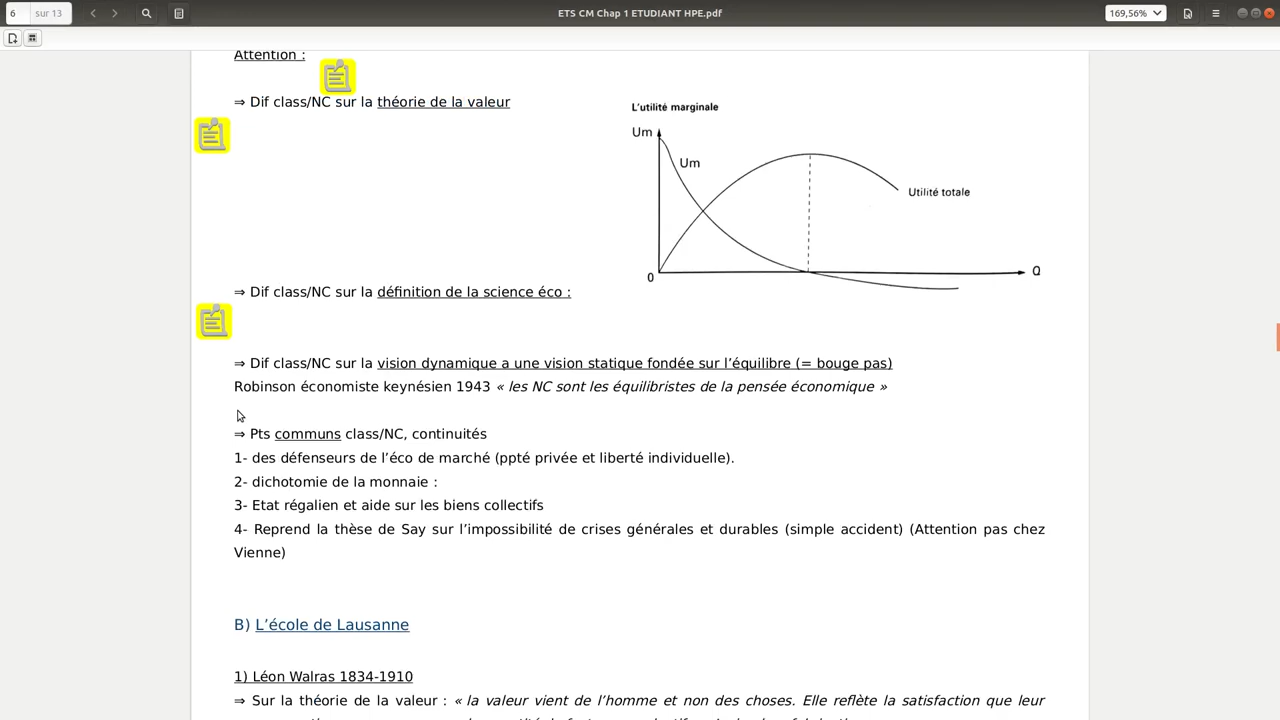 6 sur 13
ETS CM Chap 1 ETUDIANT HPE.pdf
169,56%
Attention :
⇒ Dif class/NC sur la théorie de la valeur
L'utilité marginale
Um
Um
Utilité totale
0
Q
⇒ Dif class/NC sur la définition de la science éco :
⇒ Dif class/NC sur la vision dynamique a une vision statique fondée sur l’équilibre (= bouge pas)
Robinson économiste keynésien 1943 « les NC sont les équilibristes de la pensée économique »
⇒ Pts communs class/NC, continuités
1- des défenseurs de l’éco de marché (ppté privée et liberté individuelle).
2- dichotomie de la monnaie :
3- Etat régalien et aide sur les biens collectifs
4- Reprend la thèse de Say sur l’impossibilité de crises générales et durables (simple accident) (Attention pas chez
Vienne)
B) L’école de Lausanne
1) Léon Walras 1834-1910
⇒ Sur la théorie de la valeur : « la valeur vient de l’homme et non des choses. Elle reflète la satisfaction que leur